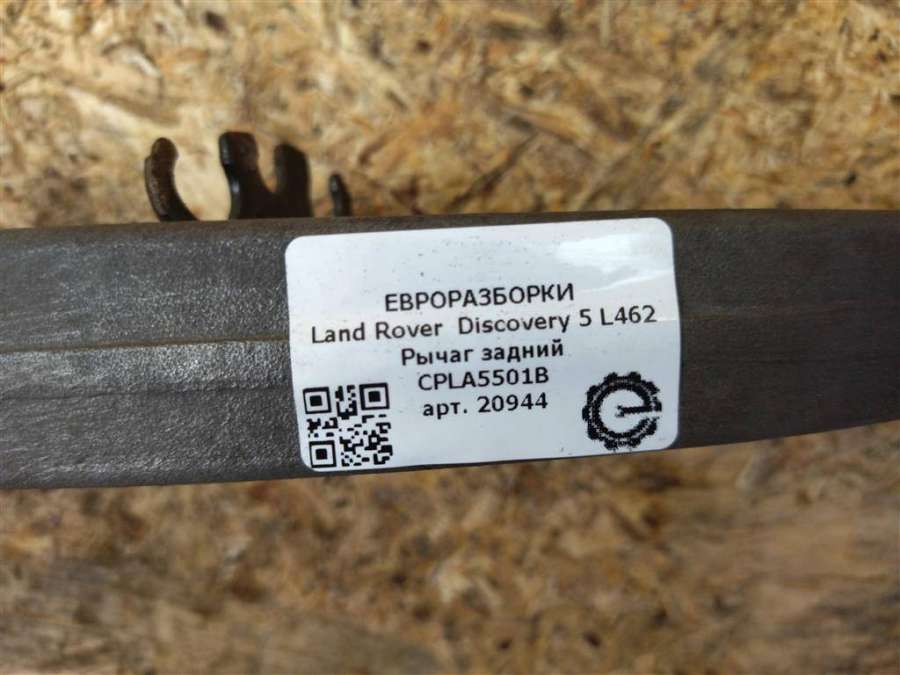 ЕВРОРАЗБОРКИ
Land Rover Discovery 5 L462
Рычаг задний
CPLA5501B
арт. 20944